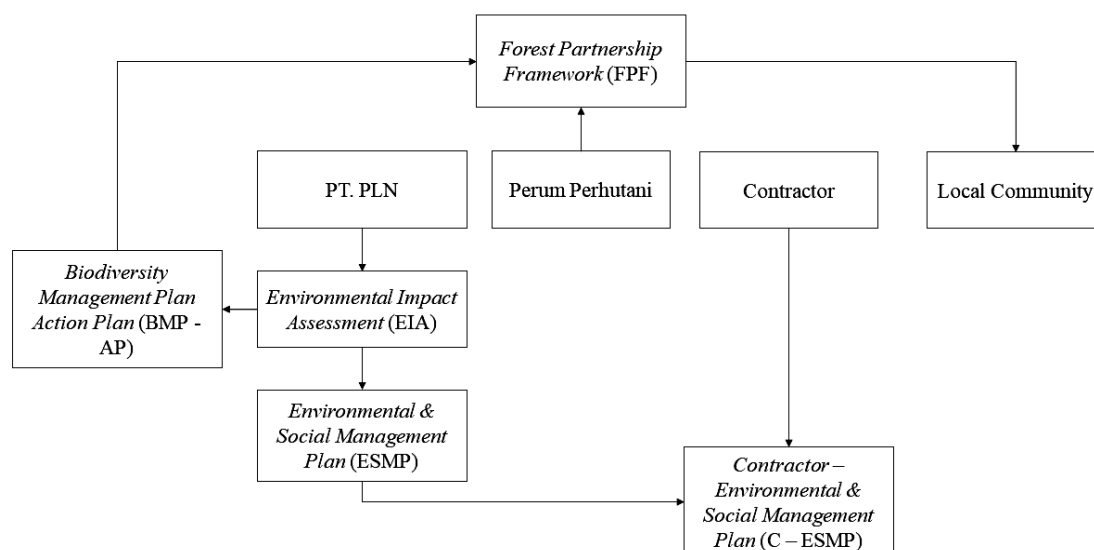 Forest Partnership
Framework (FPF)
PT. PLN
Perum Perhutani
Contractor
Local Community
Biodiversity
Management Plan
Action Plan (BMP -
AP)
Environmental Impact
Assessment (EIA)
Environmental &
Social Management
Plan (ESMP)
Contractor –
Environmental &
Social Management
Plan (C – ESMP)